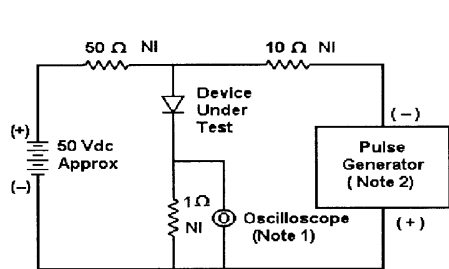 50 Ω NI
10 Ω NI
Device
Under
Test
(−)
(+)
50 Vdc
Approx
(−)
Pulse
Generator
(Note 2)
1Ω
NI
Oscilloscope
(Note 1)
(+)